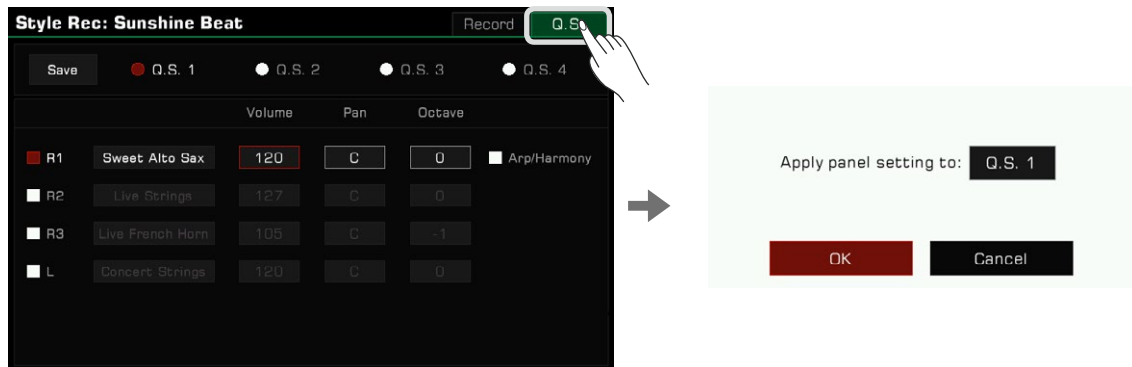 Style Rec: Sunshine Beat Record Q.S.
Save Q.S. 1 Q.S. 2 Q.S. 3 Q.S. 4
Volume Pan Octave
R1 Sweet Alto Sax 120 C 0 Arp/Harmony
R2 Live Strings 127 C 0
R3 Live French Horn 105 C -1
L Concert Strings 120 C 0
Apply panel setting to: Q.S. 1
OK Cancel